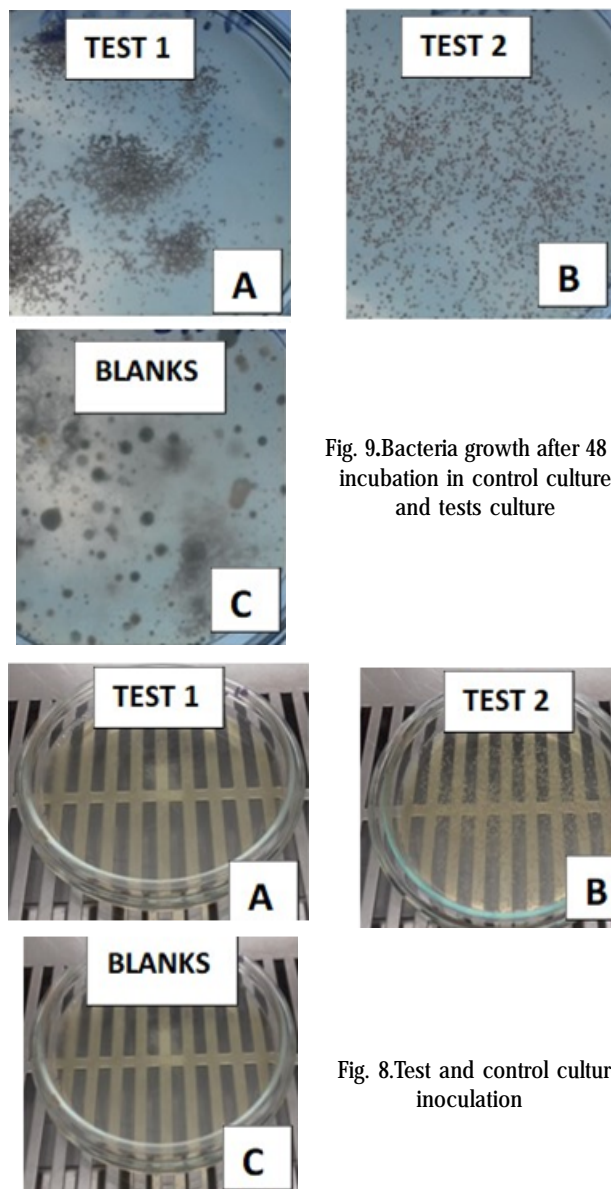 TEST 1
TEST 2
A
B
BLANKS
C
Fig. 9.Bacteria growth after 48
incubation in control culture
and tests culture
TEST 1
TEST 2
A
B
BLANKS
C
Fig. 8.Test and control cultur
inoculation